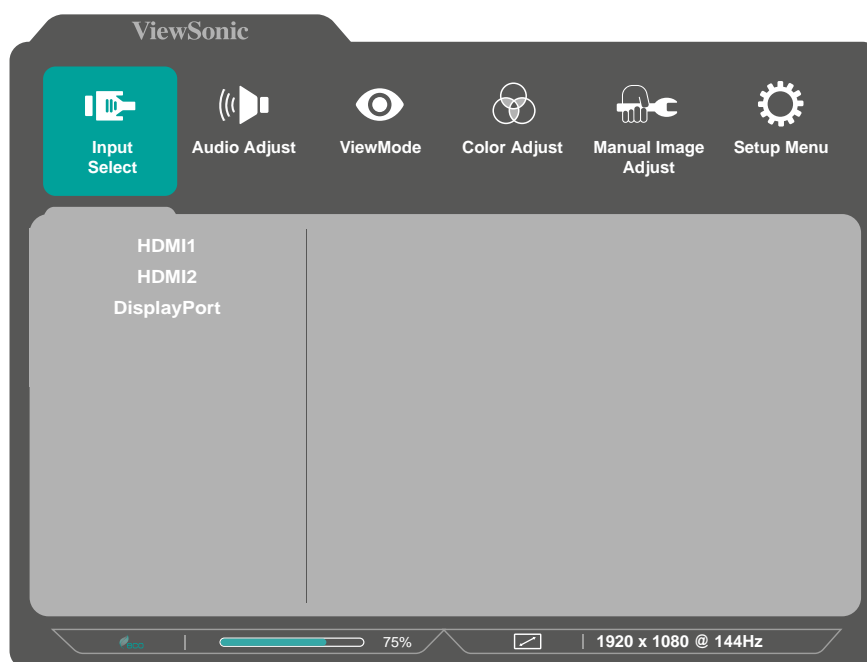 ViewSonic
Input
Select
Audio Adjust
ViewMode
Color Adjust
Manual Image
Adjust
Setup Menu
HDMI1
HDMI2
DisplayPort
eco
75%
1920 x 1080 @ 144Hz